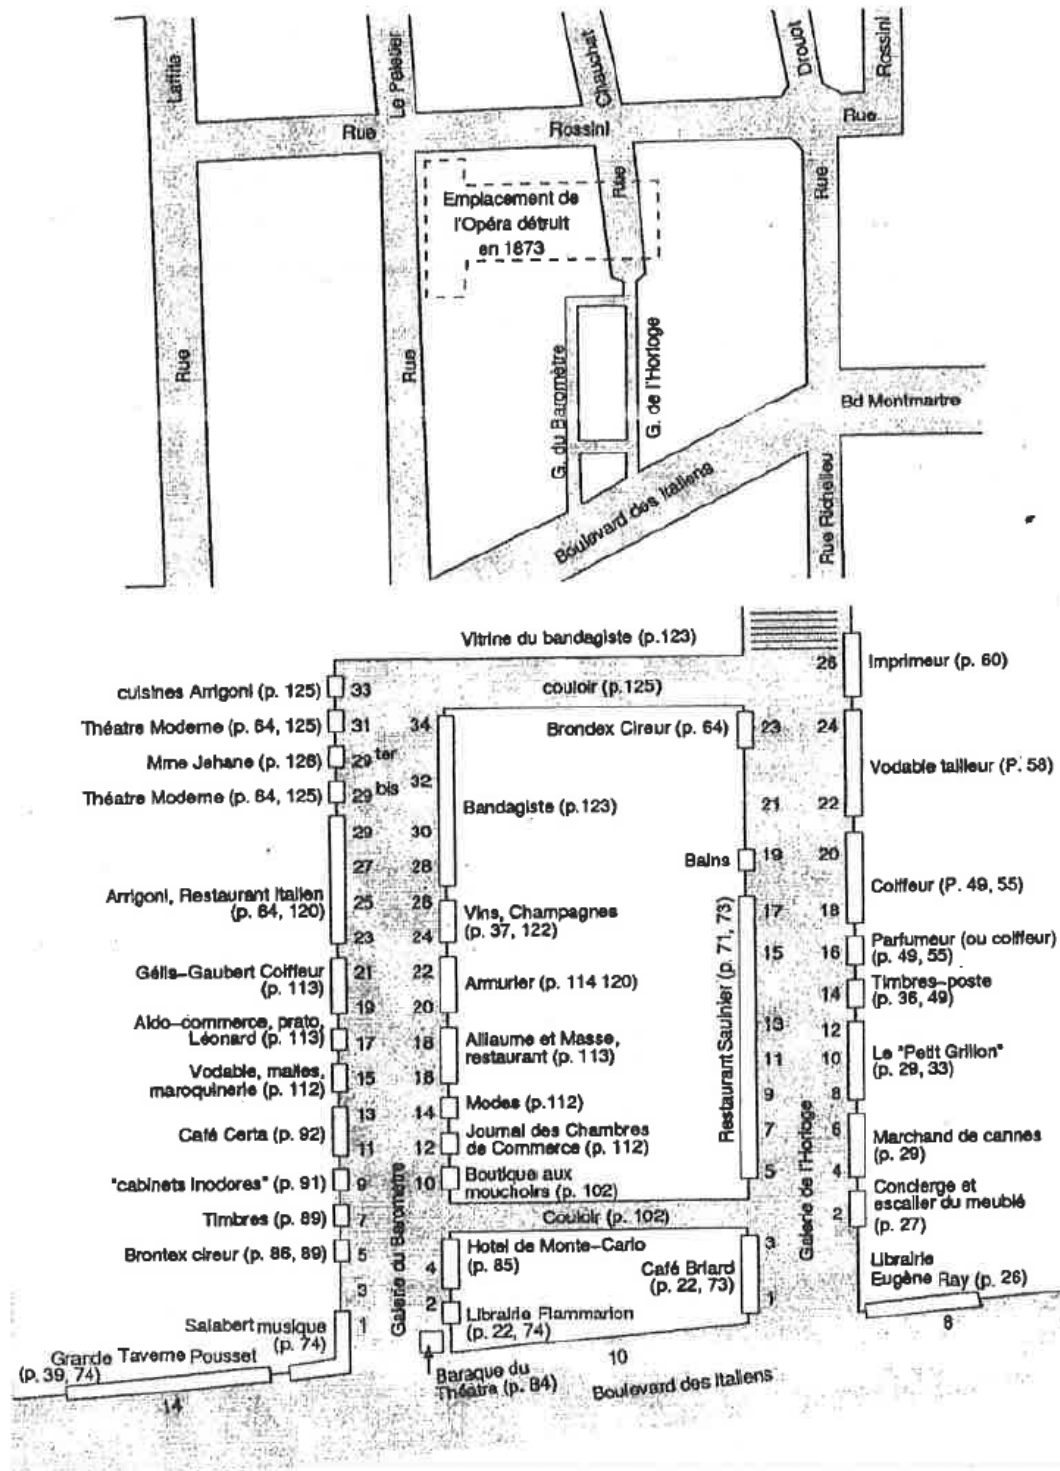 Laffite
Le Peletier
Chauchat
Drouot
Rossini
Rue
Rossini
Rue
Rue
Rue
Emplacement de
l'Opéra détruit
en 1873
Rue
Rue
G. du Baromètre
G. de l'Horloge
Bd Montmartre
Boulevard des Italiens
Rue Richelieu
Vitrine du bandagiste (p.123)
couloir (p.125)
cuisines Arrigoni (p. 125)
33
Théatre Moderne (p. 64, 125)
31
Mme Jehane (p. 126)
29 ter
Théatre Moderne (p. 64, 125)
29 bis
29
27
Arrigoni, Restaurant Italien
(p. 64, 120)
25
23
Gélis-Gaubert Coiffeur
(p. 113)
21
19
Aldo-commerce, prato,
Léonard (p. 113)
17
Vodable, malles,
maroquinerie (p. 112)
15
13
Café Certa (p. 92)
11
"cabinets inodores" (p. 91)
9
Timbres (p. 89)
7
Brontex cireur (p. 86, 89)
5
3
Salabert musique
(p. 74)
1
Grande Taverne Pousset
(p. 39, 74)
14
Galerie du Baromètre
34
32
Bandagiste (p.123)
30
28
26
Vins, Champagnes
(p. 37, 122)
24
22
Armurier (p. 114 120)
20
18
Alliaume et Masse,
restaurant (p. 113)
16
14
Modes (p.112)
12
Journal des Chambres
de Commerce (p. 112)
10
Boutique aux
mouchoirs (p. 102)
Couloir (p. 102)
Hotel de Monte-Carlo
(p. 85)
4
2
Librairie Flammarion
(p. 22, 74)
Baraque du
Théatre (p. 84)
10
Boulevard des Italiens
Brondex Cireur (p. 64)
23
21
Bains
19
17
15
13
11
9
7
5
Restaurant Saulnier (p. 71, 73)
Café Briard
(p. 22, 73)
3
1
Galerie de l'Horloge
26
Imprimeur (p. 60)
24
Vodable tailleur (P. 58)
22
20
Coiffeur (P. 49, 55)
18
16
Parfumeur (ou coiffeur)
(p. 49, 55)
14
Timbres-poste
(p. 36, 49)
12
10
Le "Petit Grillon"
(p. 29, 33)
8
6
Marchand de cannes
(p. 29)
4
Concierge et
escalier du meublé
(p. 27)
2
Librairie
Eugène Ray (p. 26)
8